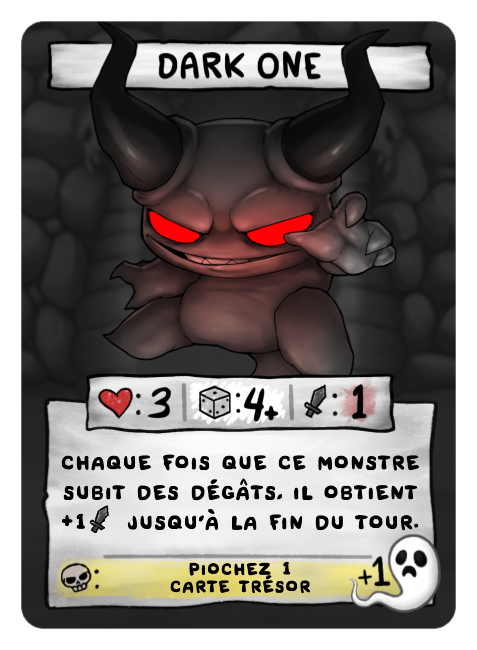 DARK ONE
:3 :4+ :1
CHAQUE FOIS QUE CE MONSTRE
SUBIT DES DÉGÂTS, IL OBTIENT
+1 JUSQU'À LA FIN DU TOUR.
: PIOCHEZ 1
CARTE TRÉSOR
+1